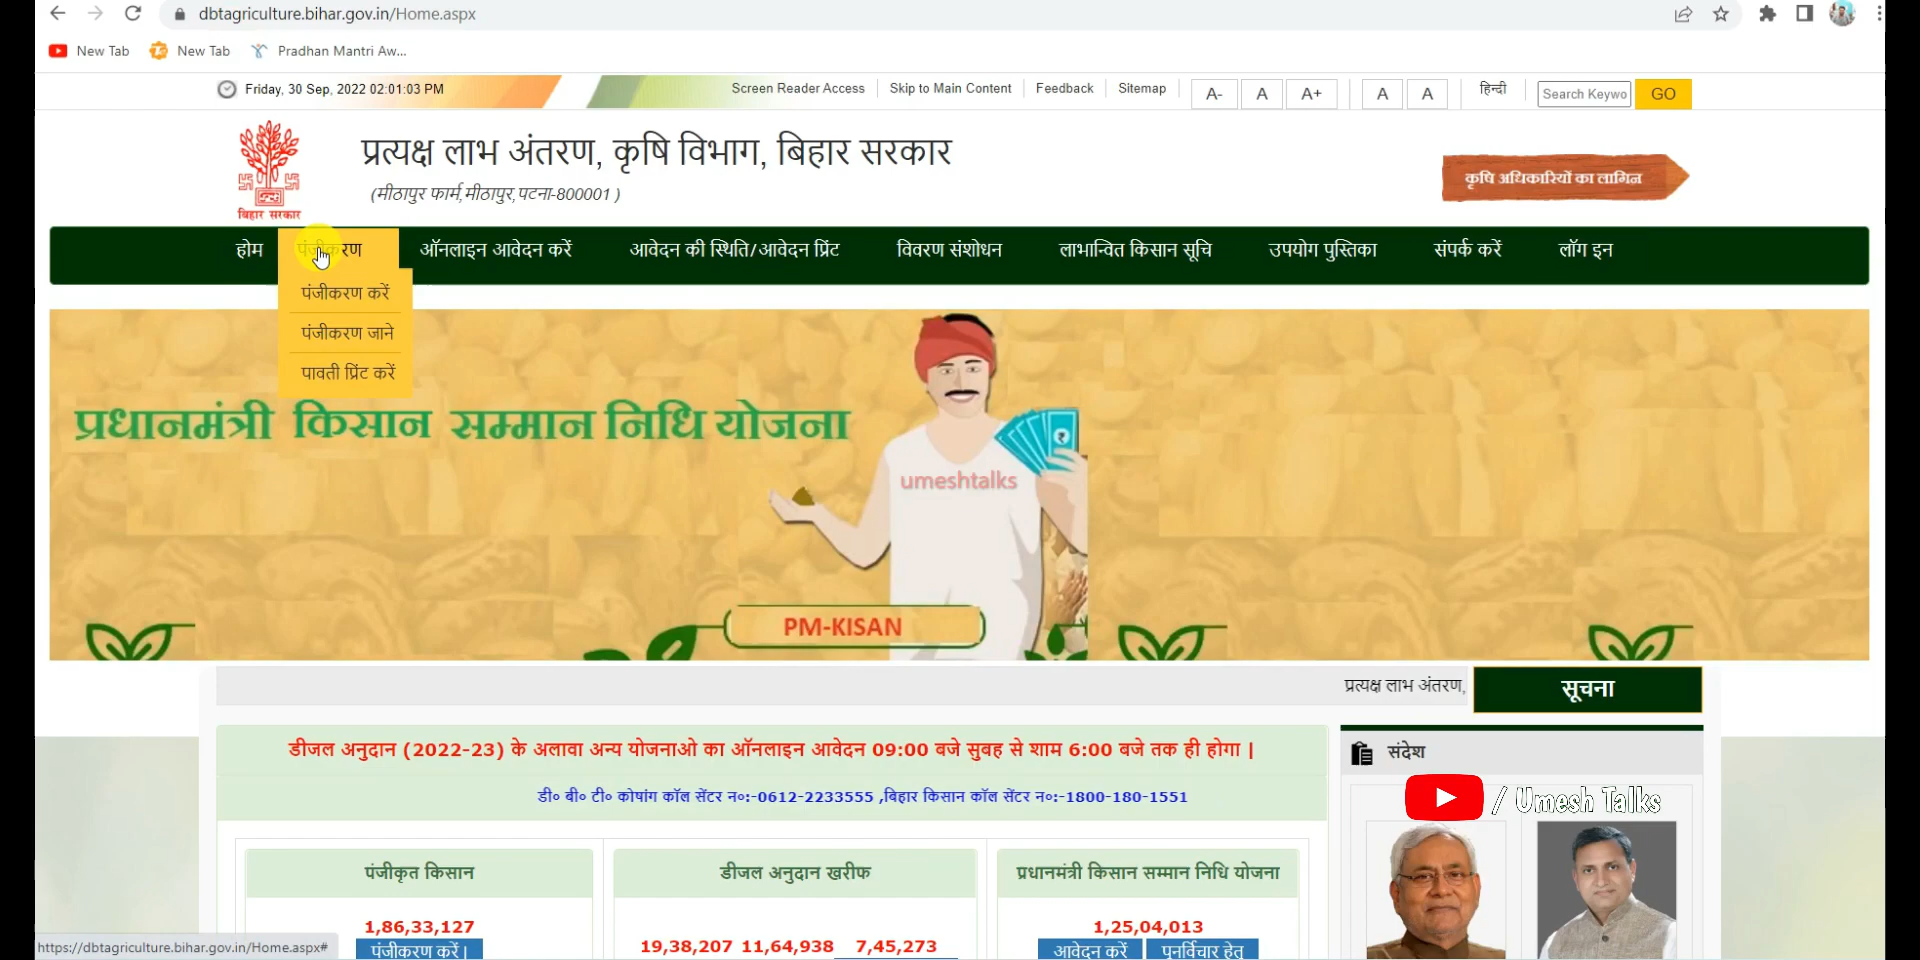 dbtagriculture.bihar.gov.in/Home.aspx
New Tab
New Tab
Pradhan Mantri Aw...
Friday, 30 Sep, 2022 02:01:03 PM
Screen Reader Access
Skip to Main Content
Feedback
Sitemap
A-
A
A+
A
A
हिन्दी
Search Keywo
GO
प्रत्यक्ष लाभ अंतरण, कृषि विभाग, बिहार सरकार
(मीठापुर फार्म,मीठापुर,पटना-800001 )
बिहार सरकार
कृषि अधिकारियों का लागिन
होम
पंजीकरण
ऑनलाइन आवेदन करें
आवेदन की स्थिति/आवेदन प्रिंट
विवरण संशोधन
लाभान्वित किसान सूचि
उपयोग पुस्तिका
संपर्क करें
लॉग इन
पंजीकरण करें
पंजीकरण जाने
पावती प्रिंट करें
प्रधानमंत्री किसान सम्मान निधि योजना
umeshtalks
PM-KISAN
प्रत्यक्ष लाभ अंतरण,
सूचना
डीजल अनुदान (2022-23) के अलावा अन्य योजनाओ का ऑनलाइन आवेदन 09:00 बजे सुबह से शाम 6:00 बजे तक ही होगा |
डी० बी० टी० कोषांग कॉल सेंटर न०:-0612-2233555 ,बिहार किसान कॉल सेंटर न०:-1800-180-1551
संदेश
/ Umesh Talks
पंजीकृत किसान
डीजल अनुदान खरीफ
प्रधानमंत्री किसान सम्मान निधि योजना
1,86,33,127
19,38,207 11,64,938 7,45,273
1,25,04,013
पंजीकरण करें |
आवेदन करें
पुनर्विचार हेतु
https://dbtagriculture.bihar.gov.in/Home.aspx#